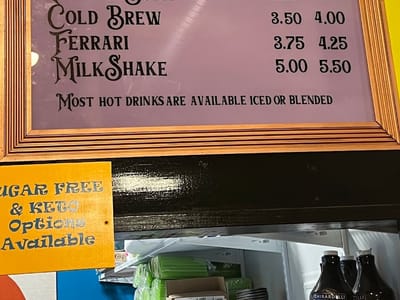 Cold Brew 3.50 4.00
Ferrari 3.75 4.25
MilkShake 5.00 5.50
Most hot drinks are available iced or blended
UGAR FREE
& KETO
Options
Available
GHIRARDELLI